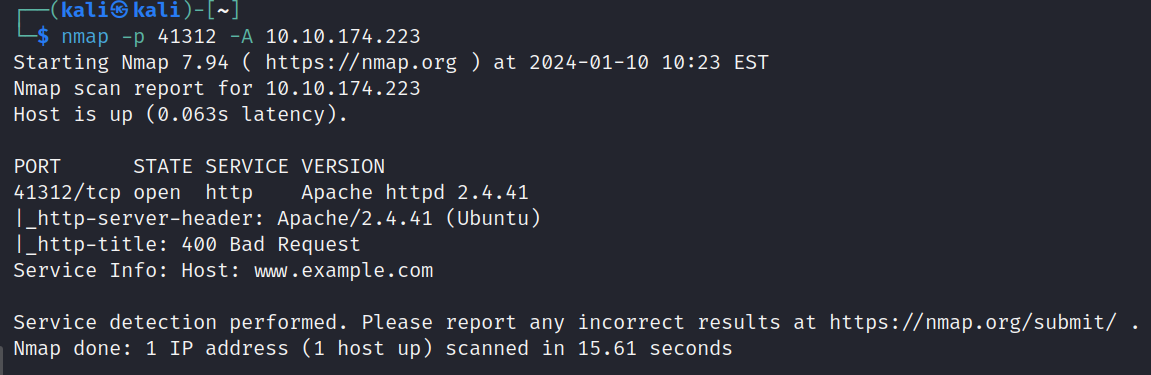 ┌──(kali㉿kali)-[~]
└─$ nmap -p 41312 -A 10.10.174.223
Starting Nmap 7.94 ( https://nmap.org ) at 2024-01-10 10:23 EST
Nmap scan report for 10.10.174.223
Host is up (0.063s latency).

PORT      STATE SERVICE VERSION
41312/tcp open  http    Apache httpd 2.4.41
|_http-server-header: Apache/2.4.41 (Ubuntu)
|_http-title: 400 Bad Request
Service Info: Host: www.example.com

Service detection performed. Please report any incorrect results at https://nmap.org/submit/ .
Nmap done: 1 IP address (1 host up) scanned in 15.61 seconds